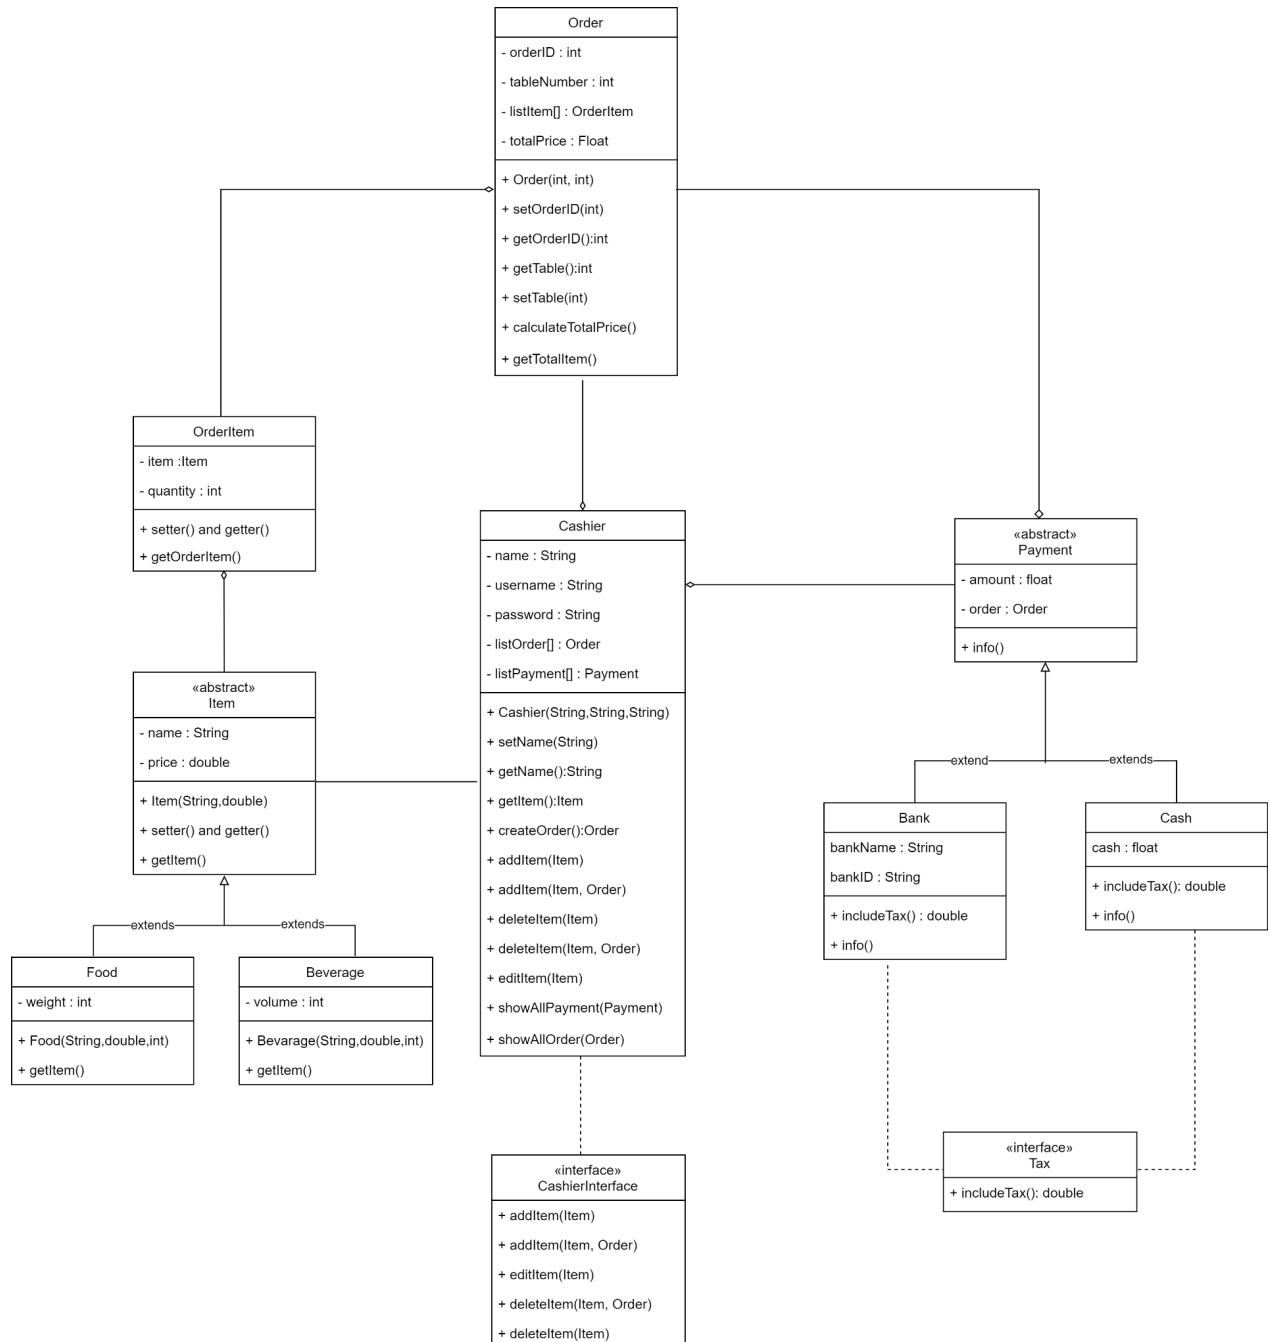 Order
- orderID : int
- tableNumber : int
- listItem[] : OrderItem
- totalPrice : Float
+ Order(int, int)
+ setOrderID(int)
+ getOrderID():int
+ getTable():int
+ setTable(int)
+ calculateTotalPrice()
+ getTotalItem()
OrderItem
- item :Item
- quantity : int
+ setter() and getter()
+ getOrderItem()
Cashier
- name : String
- username : String
- password : String
- listOrder[] : Order
- listPayment[] : Payment
+ Cashier(String,String,String)
+ setName(String)
+ getName():String
+ getItem():Item
+ createOrder():Order
+ addItem(Item)
+ addItem(Item, Order)
+ deleteItem(Item)
+ deleteItem(Item, Order)
+ editItem(Item)
+ showAllPayment(Payment)
+ showAllOrder(Order)
«abstract»
Payment
- amount : float
- order : Order
+ info()
«abstract»
Item
- name : String
- price : double
+ Item(String,double)
+ setter() and getter()
+ getItem()
extend
extends
Bank
bankName : String
bankID : String
+ includeTax() : double
+ info()
Cash
cash : float
+ includeTax(): double
+ info()
extends
extends
Food
- weight : int
+ Food(String,double,int)
+ getItem()
Beverage
- volume : int
+ Bevarage(String,double,int)
+ getItem()
«interface»
Tax
+ includeTax(): double
«interface»
CashierInterface
+ addItem(Item)
+ addItem(Item, Order)
+ editItem(Item)
+ deleteItem(Item, Order)
+ deleteItem(Item)